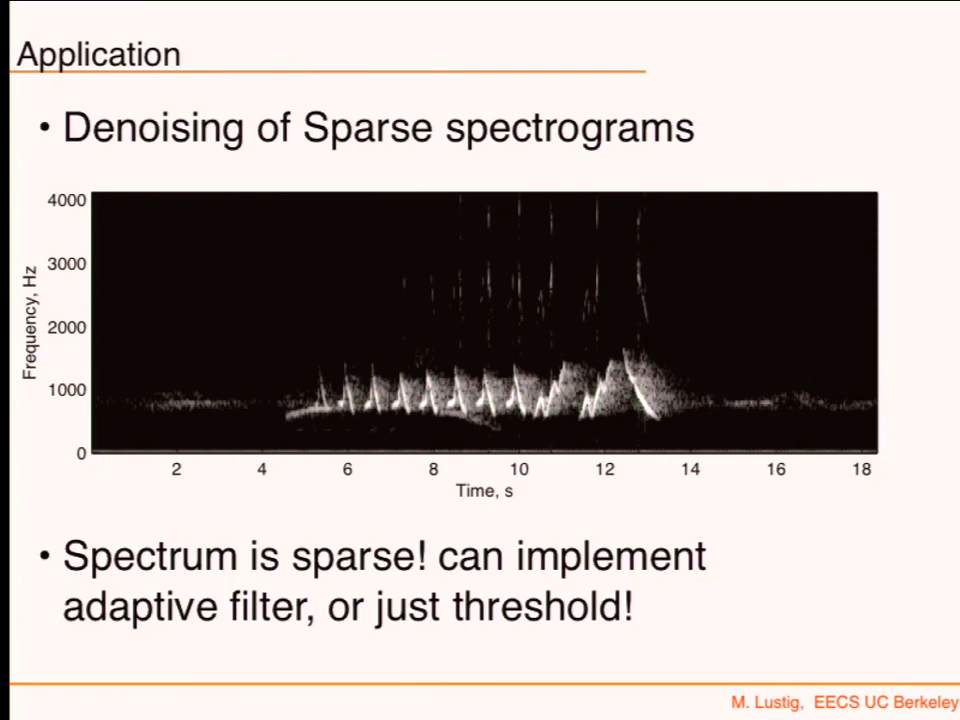 Application
• Denoising of Sparse spectrograms
4000
3000
2000
1000
0
Frequency, Hz
2 4 6 8 10 12 14 16 18
Time, s
• Spectrum is sparse! can implement
adaptive filter, or just threshold!
M. Lustig, EECS UC Berkeley